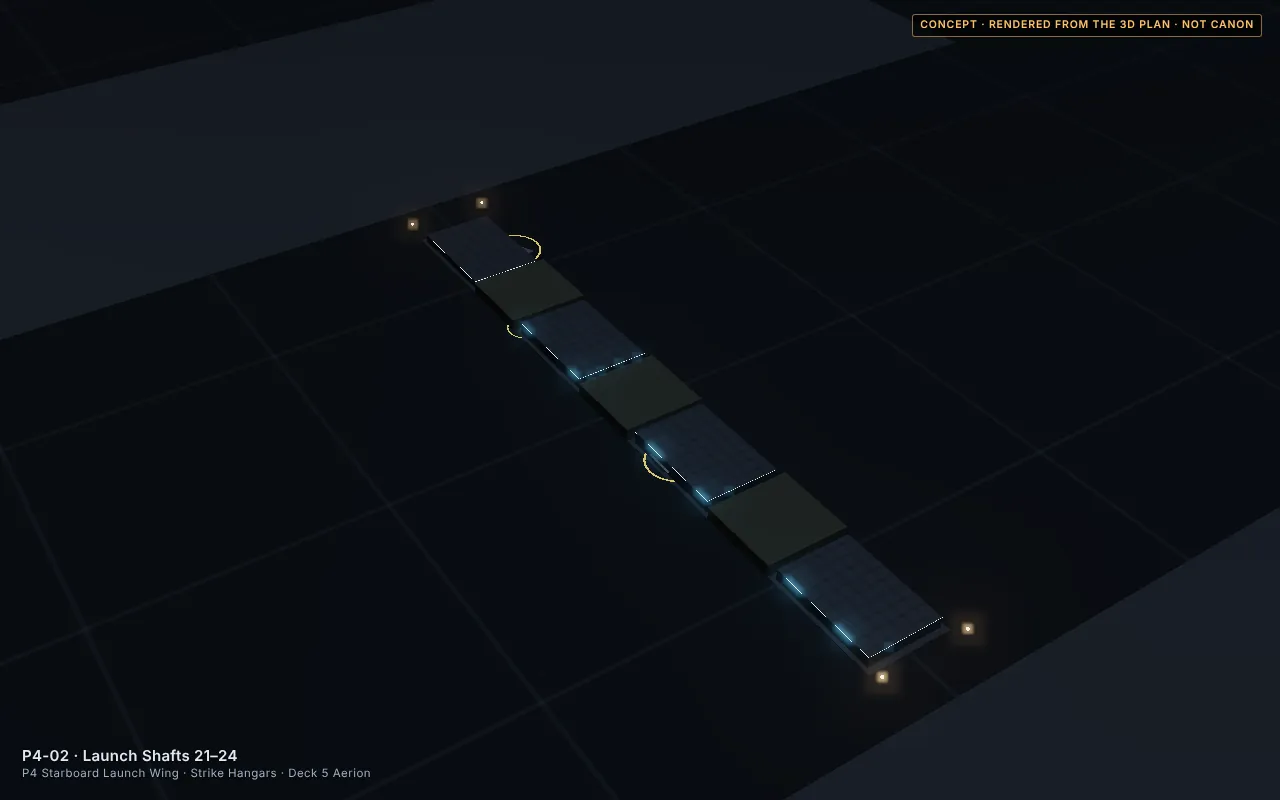 CONCEPT · RENDERED FROM THE 3D PLAN · NOT CANON
P4-02 · Launch Shafts 21–24
P4 Starboard Launch Wing · Strike Hangars · Deck 5 Aerion